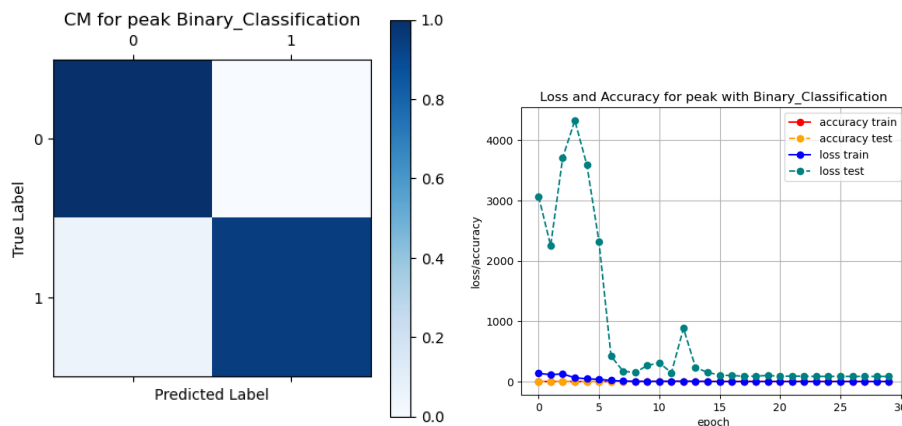 CM for peak Binary_Classification
0 1
0
1
True Label
Predicted Label
1.0
0.8
0.6
0.4
0.2
0.0
Loss and Accuracy for peak with Binary_Classification
accuracy train
accuracy test
loss train
loss test
4000
3000
2000
1000
0
loss/accuracy
0 5 10 15 20 25 30
epoch